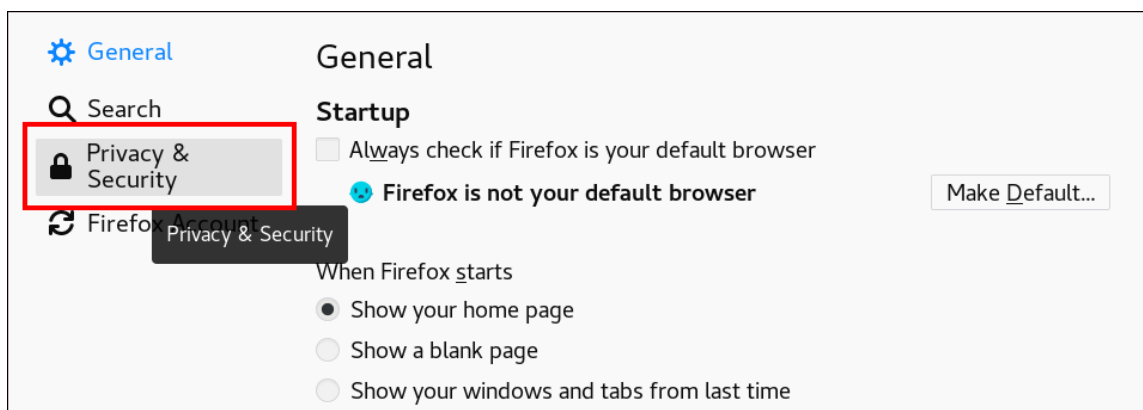 General
Search
Privacy &
Security
Firefox Account
Privacy & Security
General
Startup
Always check if Firefox is your default browser
Firefox is not your default browser
Make Default...
When Firefox starts
Show your home page
Show a blank page
Show your windows and tabs from last time